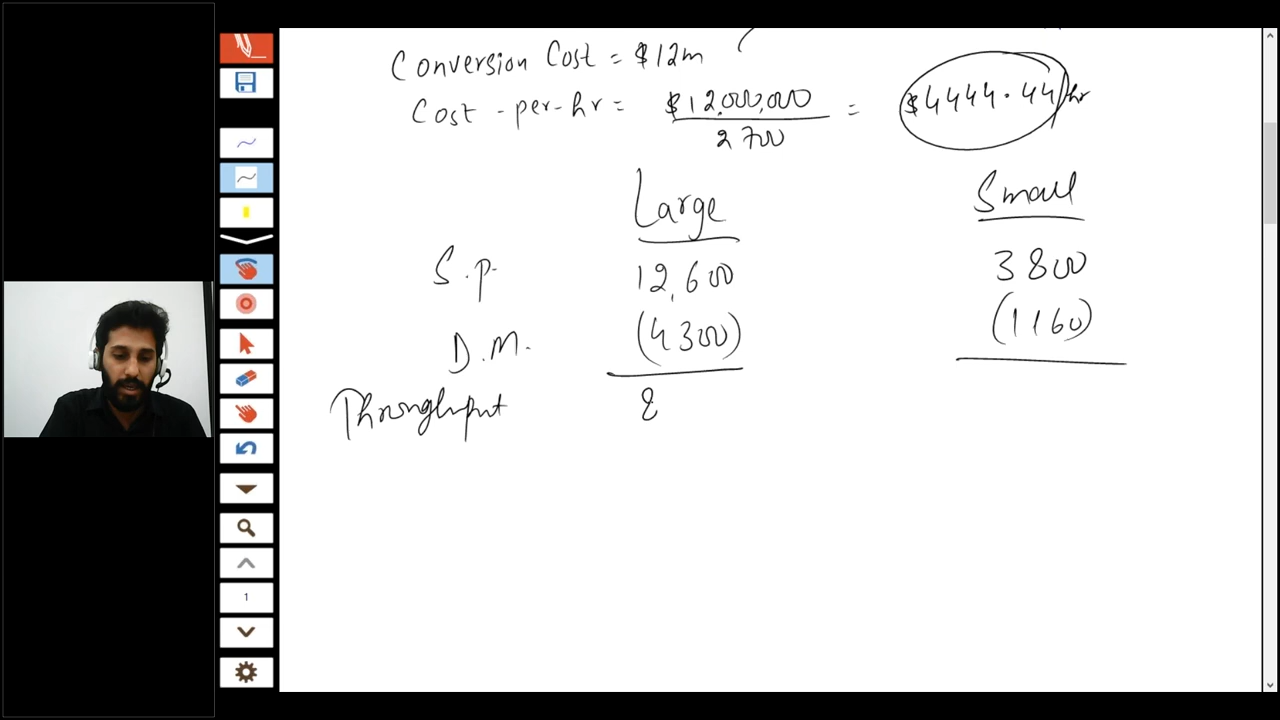 Conversion Cost = $12m
Cost-per-hr = $12,000,000 / 2700 = $4444.44/hr
Large Small
S.p. 12,600 3800
D.M. (4300) (1160)
Throughput 8
1